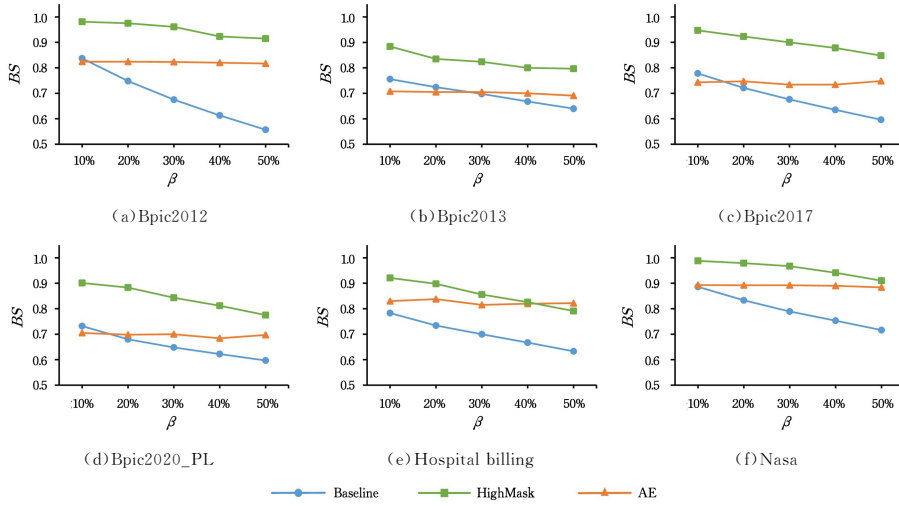 1.0 1.0 1.0
0.9 0.9 0.9
BS 0.8 BS 0.8 BS 0.8
0.7 0.7 0.7
0.6 0.6 0.6
0.5 0.5 0.5
10% 20% 30% 40% 50% 10% 20% 30% 40% 50% 10% 20% 30% 40% 50%
β β β
(a)Bpic2012 (b)Bpic2013 (c)Bpic2017
1.0 1.0 1.0
0.9 0.9 0.9
BS 0.8 BS 0.8 BS 0.8
0.7 0.7 0.7
0.6 0.6 0.6
0.5 0.5 0.5
10% 20% 30% 40% 50% 10% 20% 30% 40% 50% 10% 20% 30% 40% 50%
β β β
(d)Bpic2020_PL (e)Hospital billing (f)Nasa
Baseline HighMask AE